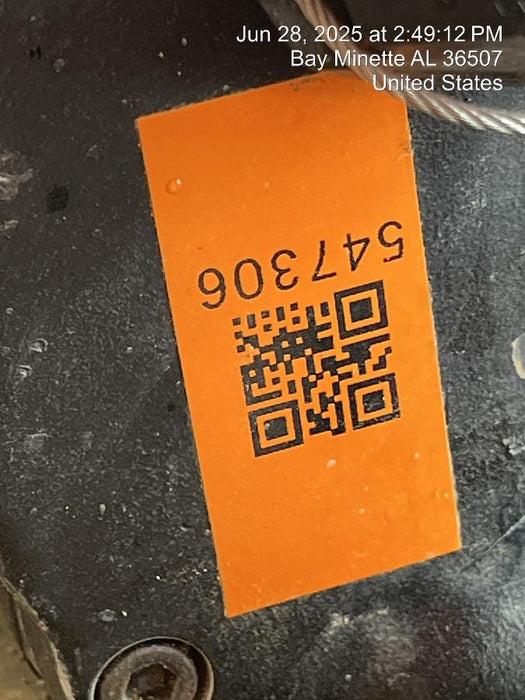 Jun 28, 2025 at 2:49:12 PM
Bay Minette AL 36507
United States
547306